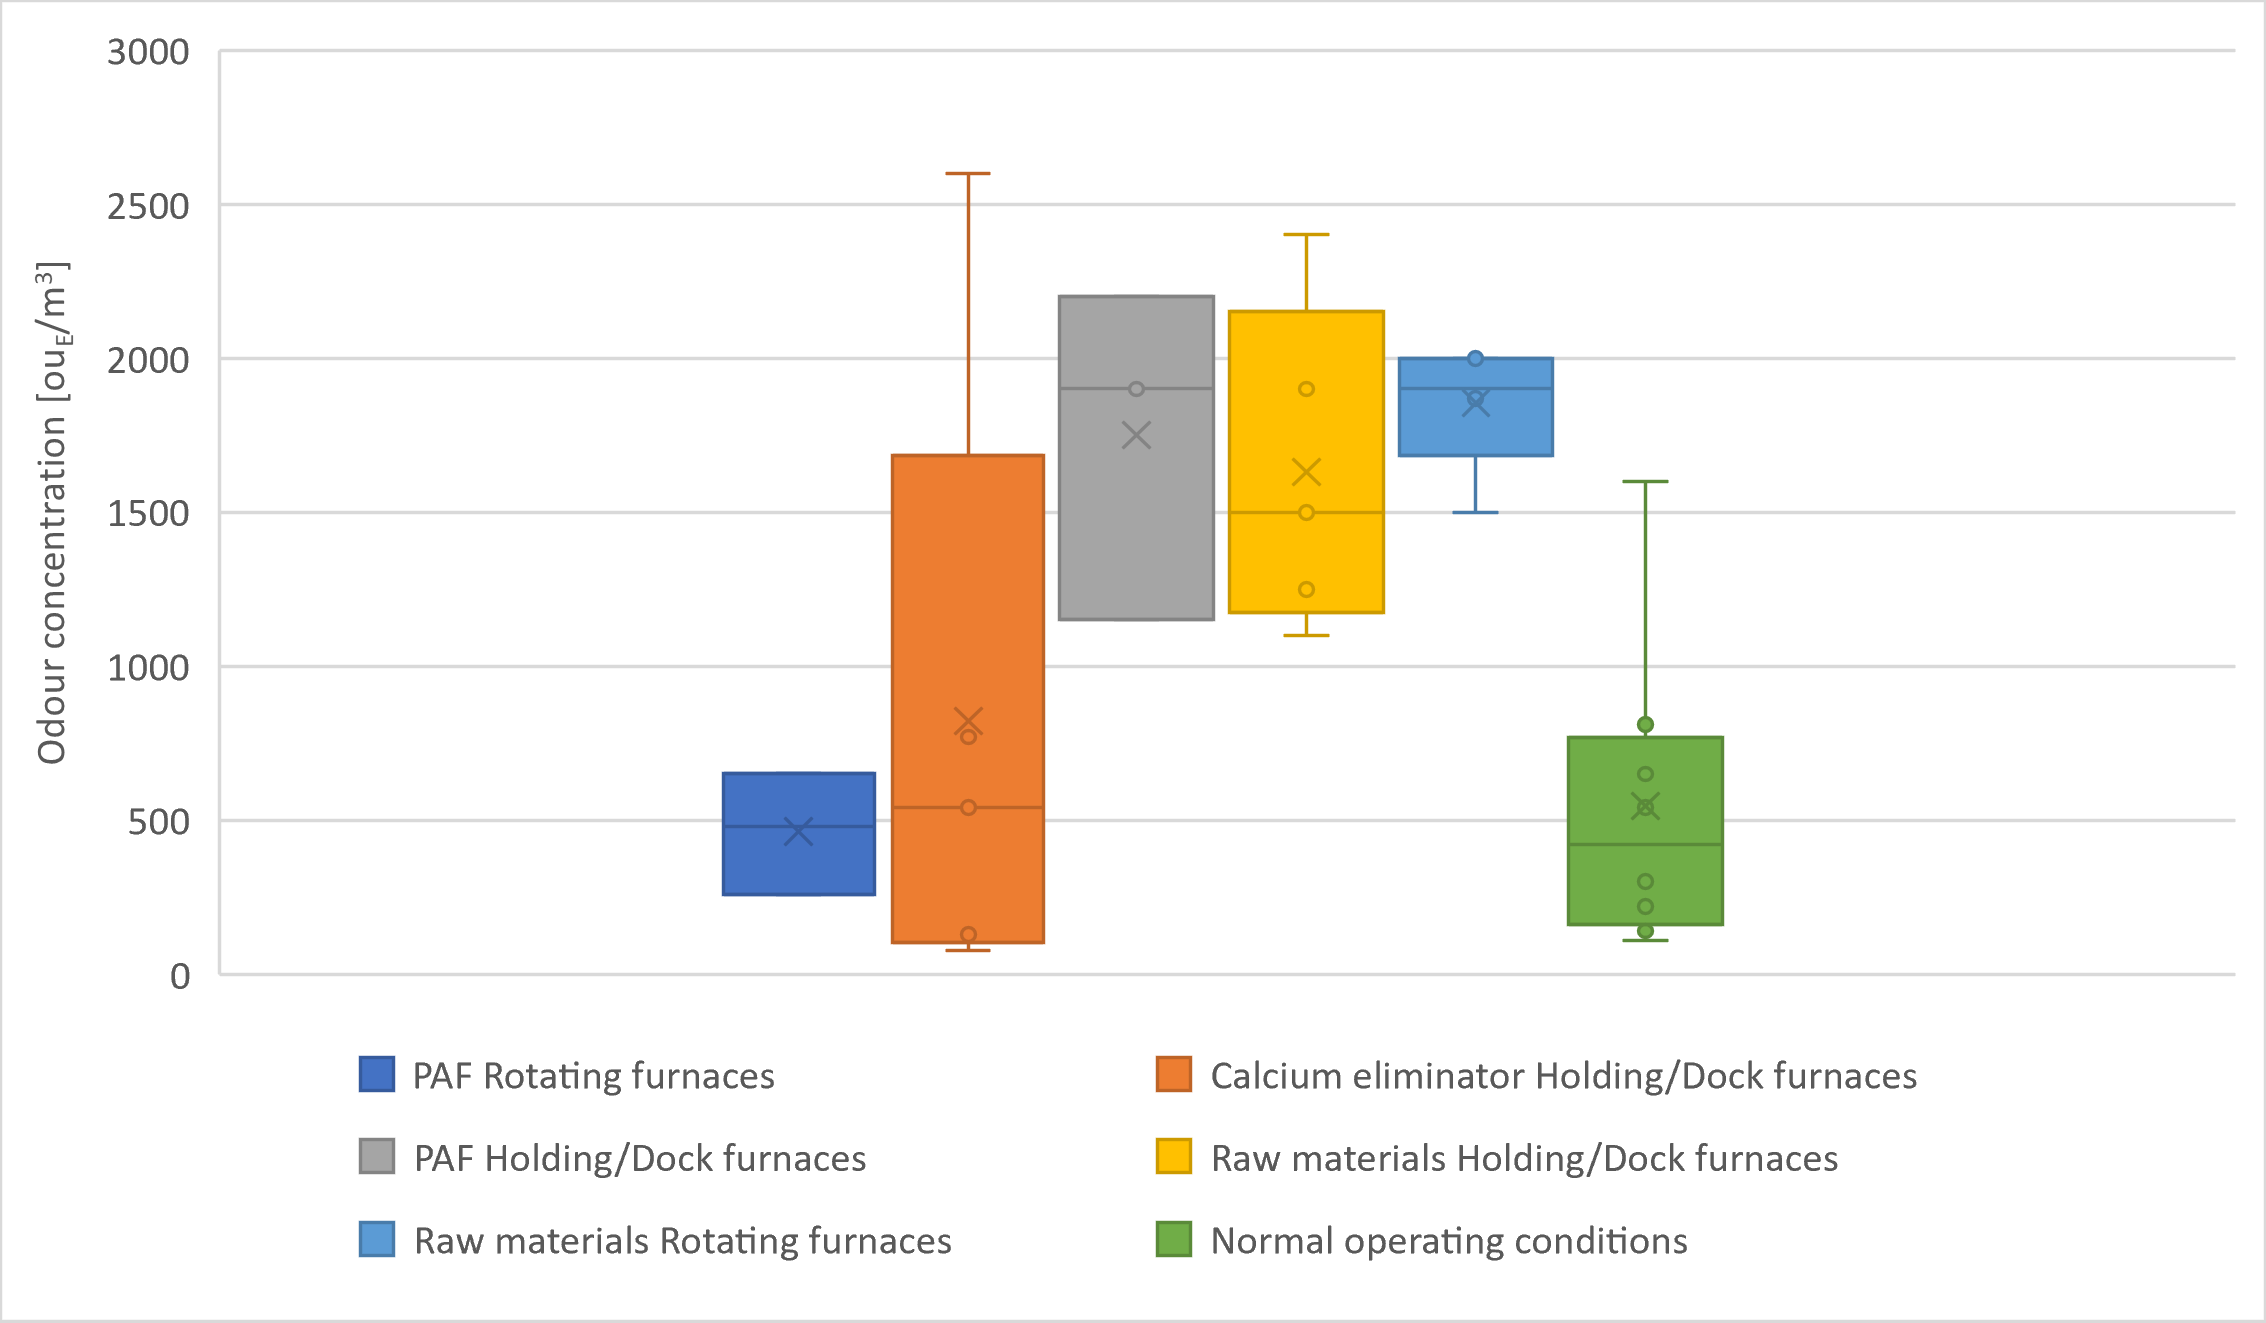 3000
2500
2000
1500
1000
500
0
Odour concentration [ou_E/m³]
PAF Rotating furnaces
Calcium eliminator Holding/Dock furnaces
PAF Holding/Dock furnaces
Raw materials Holding/Dock furnaces
Raw materials Rotating furnaces
Normal operating conditions